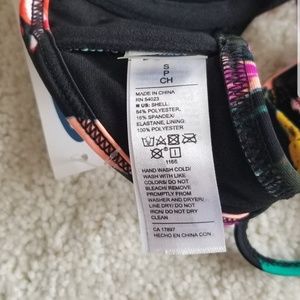 S
P
CH
MADE IN CHINA
RN 54023
US: SHELL:
84% POLYESTER,
16% SPANDEX/
ELASTANE, LINING:
100% POLYESTER
1166
HAND WASH COLD/
WASH WITH LIKE
COLORS/ DO NOT
BLEACH/ REMOVE
PROMPTLY FROM
WASHER AND DRYER/
LINE DRY/ DO NOT
IRON/ DO NOT DRY
CLEAN
CA 17897
HECHO EN CHINA CON